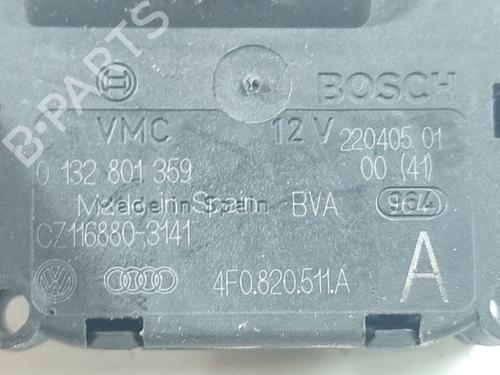 BOSCH
VMC 12 V 220405 01
0 132 801 359 00 (41)
Made in Spain BVA 964
CZ116880-3141
4F0.820.511.A A
B-PARTS